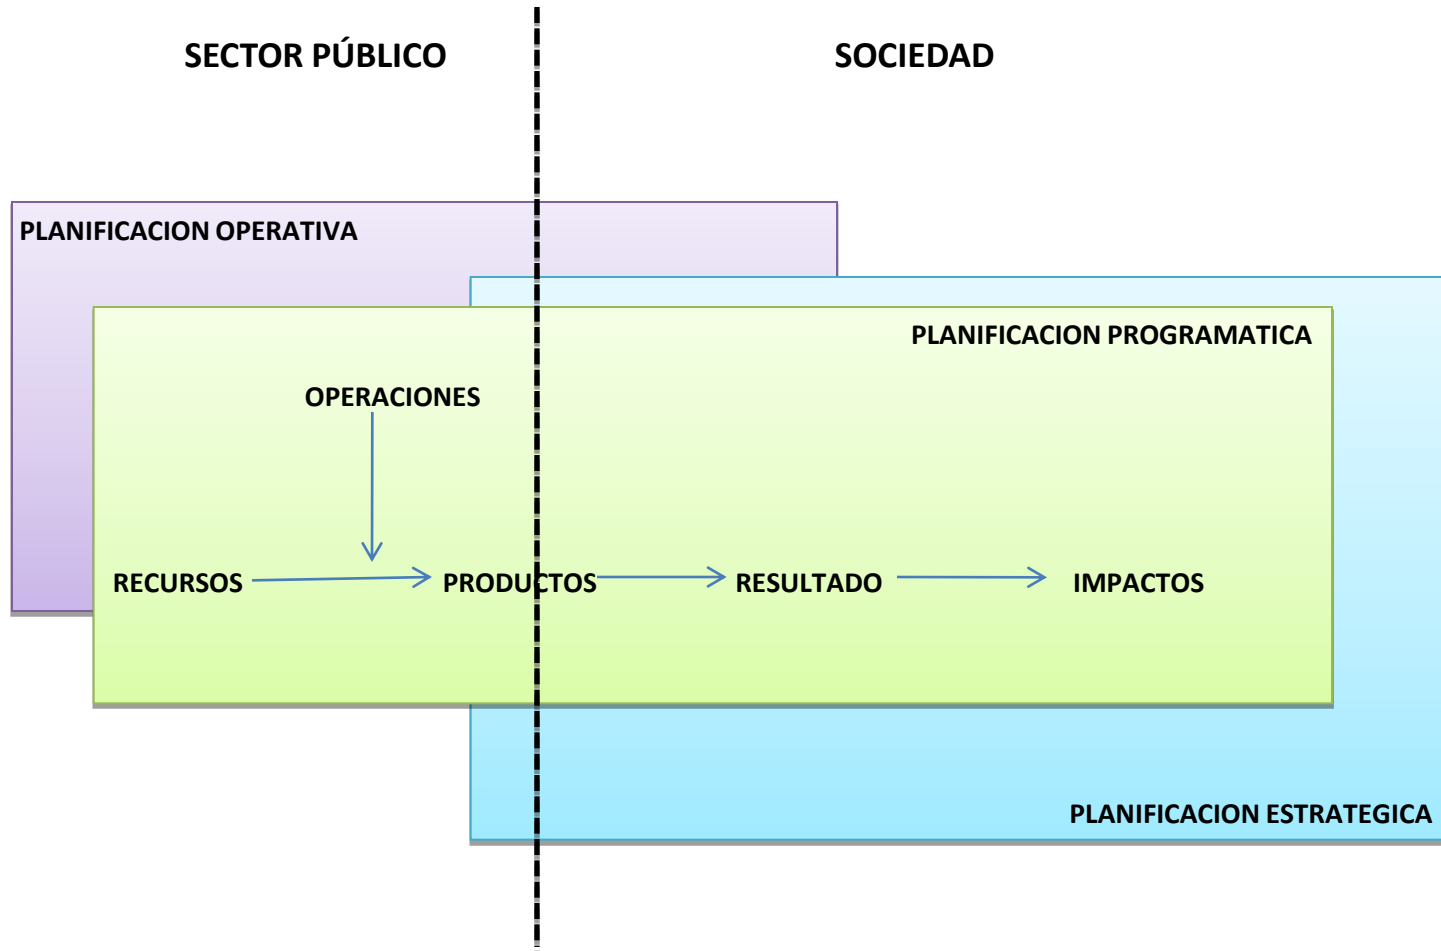 SECTOR PÚBLICO
SOCIEDAD
PLANIFICACION OPERATIVA
PLANIFICACION PROGRAMATICA
OPERACIONES
RECURSOS
PRODUCTOS
RESULTADO
IMPACTOS
PLANIFICACION ESTRATEGICA